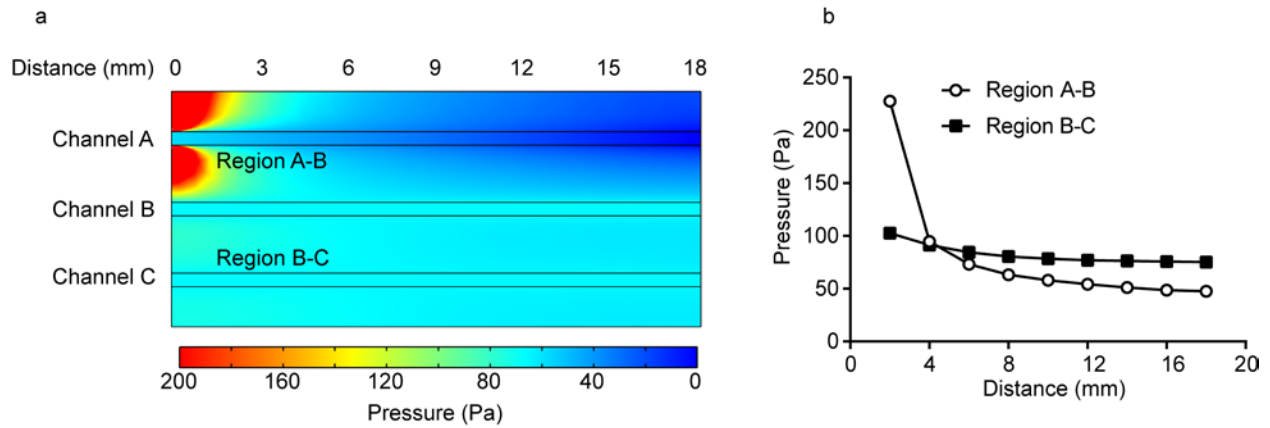 a
Distance (mm) 0 3 6 9 12 15 18
Channel A
Region A-B
Channel B
Region B-C
Channel C
200 160 120 80 40 0
Pressure (Pa)
b
250
200
150
100
50
0
Pressure (Pa)
Region A-B
Region B-C
0 4 8 12 16 20
Distance (mm)